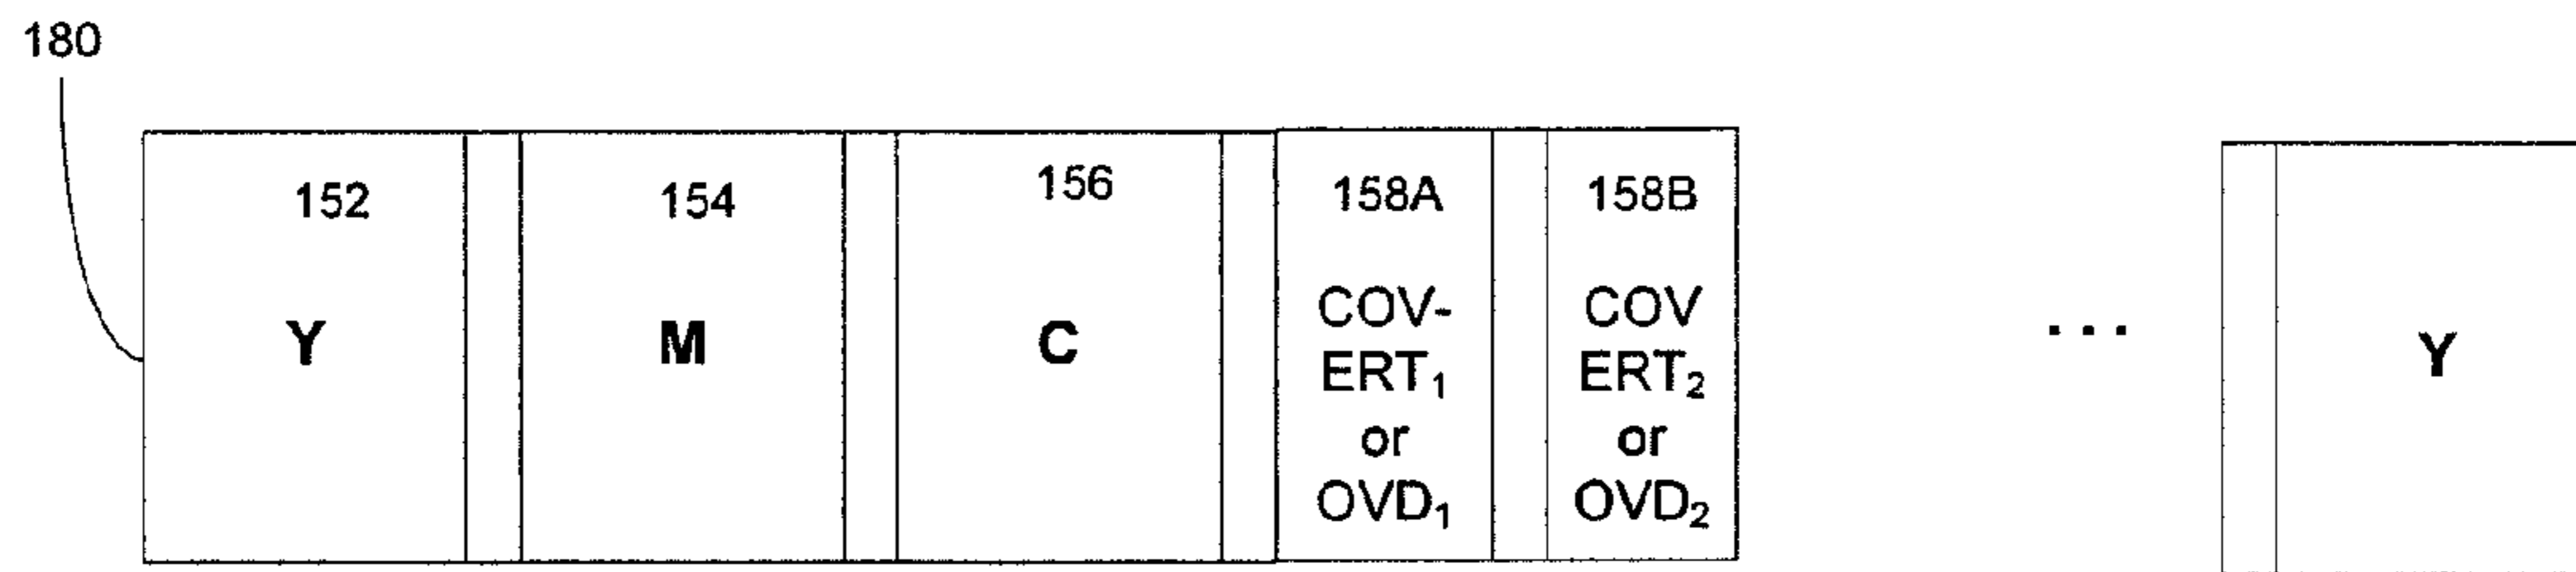 180
152
Y
154
M
156
C
158A
COV-
ERT₁
or
OVD₁
158B
COV
ERT₂
or
OVD₂
...
Y